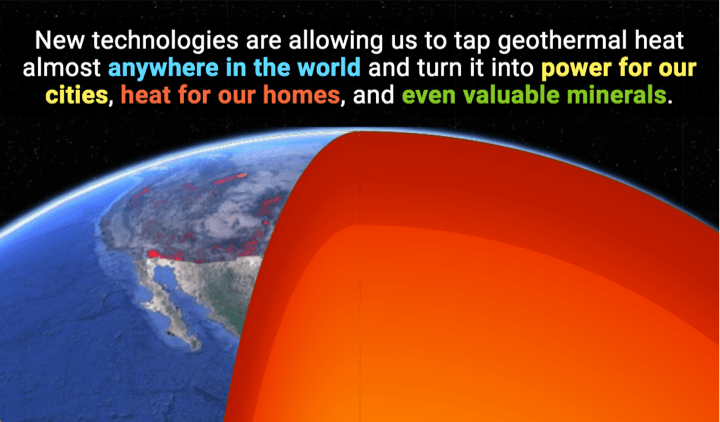 New technologies are allowing us to tap geothermal heat
almost anywhere in the world and turn it into power for our
cities, heat for our homes, and even valuable minerals.